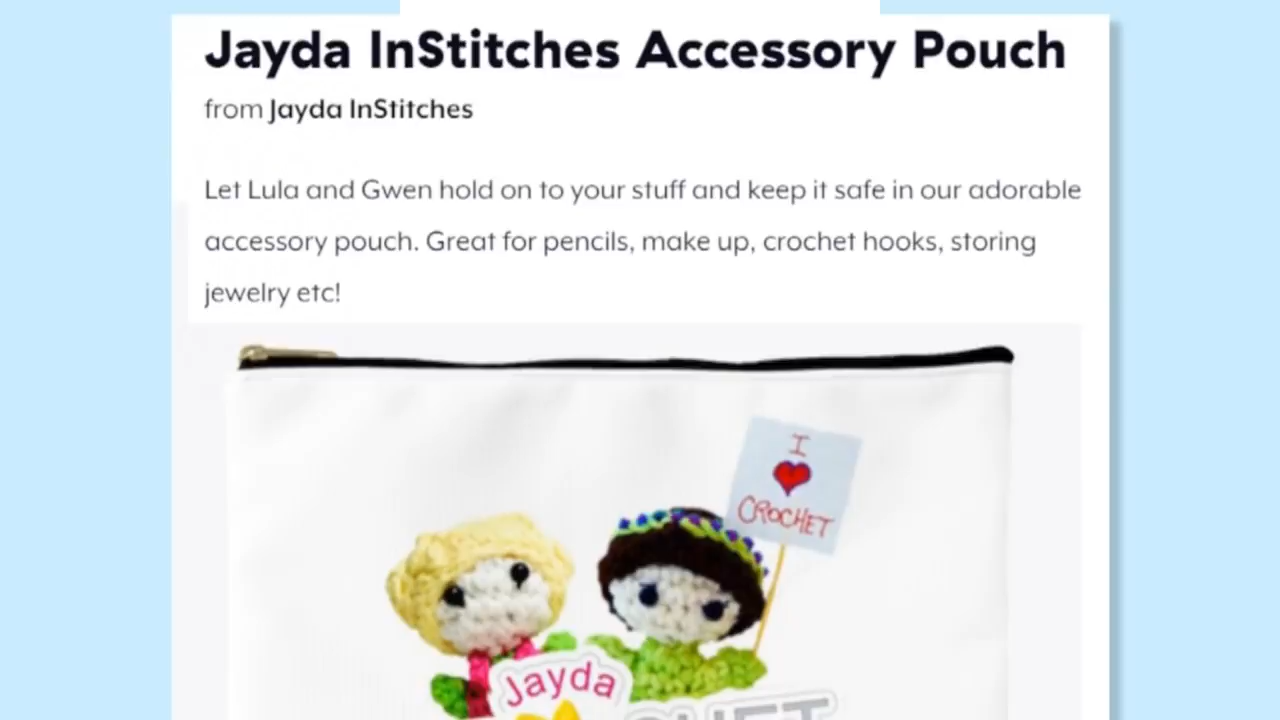 Jayda InStitches Accessory Pouch
from Jayda InStitches
Let Lula and Gwen hold on to your stuff and keep it safe in our adorable
accessory pouch. Great for pencils, make up, crochet hooks, storing
jewelry etc!
I
CROCHET
Jayda